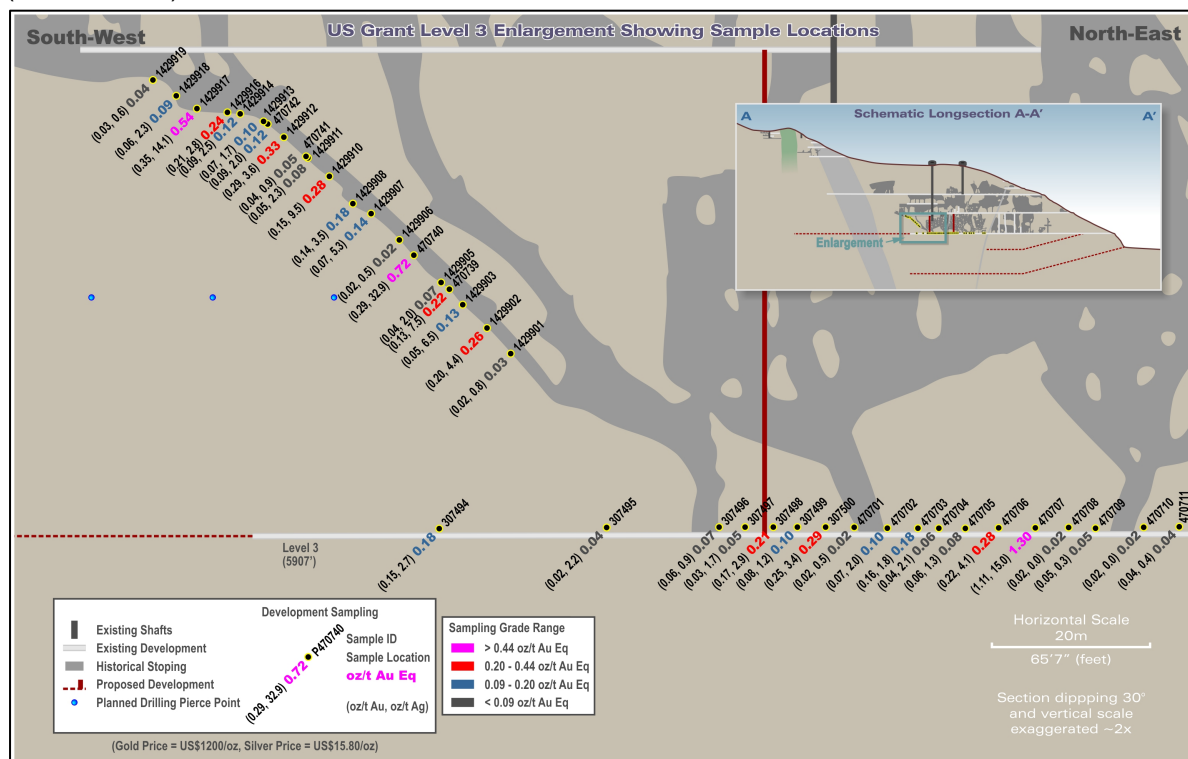 US Grant Level 3 Enlargement Showing Sample Locations
South-West
North-East
1429919
(0.03, 0.6) 0.04
1429918
(0.06, 2.3) 0.09
1429917
(0.35, 14.1) 0.54
1429916
(0.21, 2.8) 0.24
1429914
(0.09, 2.5) 0.12
1429913
(0.07, 1.7) 0.10
470742
(0.09, 2.0) 0.12
1429912
(0.29, 3.6) 0.33
470741
(0.04, 0.9) 0.05
1429911
(0.05, 2.3) 0.08
1429910
(0.15, 9.5) 0.28
1429908
(0.14, 3.5) 0.18
1429907
(0.07, 5.3) 0.14
1429906
(0.02, 0.5) 0.02
470740
(0.29, 32.9) 0.72
1429905
(0.04, 2.0) 0.07
470739
(0.13, 7.5) 0.22
1429903
(0.05, 6.5) 0.13
1429902
(0.20, 4.4) 0.26
1429901
(0.02, 0.8) 0.03
Schematic Longsection A-A'
A
A'
Enlargement
307494
(0.15, 2.7) 0.18
307495
(0.02, 2.2) 0.04
307496
(0.06, 0.9) 0.07
307497
(0.03, 1.7) 0.05
307498
(0.17, 2.9) 0.21
307499
(0.08, 1.2) 0.10
307500
(0.25, 3.4) 0.29
470701
(0.02, 0.5) 0.02
470702
(0.07, 2.0) 0.10
470703
(0.16, 1.8) 0.18
470704
(0.04, 2.1) 0.06
470705
(0.06, 1.3) 0.08
470706
(0.22, 4.1) 0.28
470707
(1.11, 15.0) 1.30
470708
(0.02, 0.0) 0.02
470709
(0.05, 0.3) 0.05
470710
(0.02, 0.0) 0.02
470711
(0.04, 0.4) 0.04
Level 3
(5907')
Existing Shafts
Existing Development
Historical Stoping
Proposed Development
Planned Drilling Pierce Point
Development Sampling
P470740
(0.29, 32.9) 0.72
Sample ID
Sample Location
oz/t Au Eq
(oz/t Au, oz/t Ag)
Sampling Grade Range
> 0.44 oz/t Au Eq
0.20 - 0.44 oz/t Au Eq
0.09 - 0.20 oz/t Au Eq
< 0.09 oz/t Au Eq
(Gold Price = US$1200/oz, Silver Price = US$15.80/oz)
Horizontal Scale
20m
65'7" (feet)
Section dippping 30°
and vertical scale
exaggerated ~2x